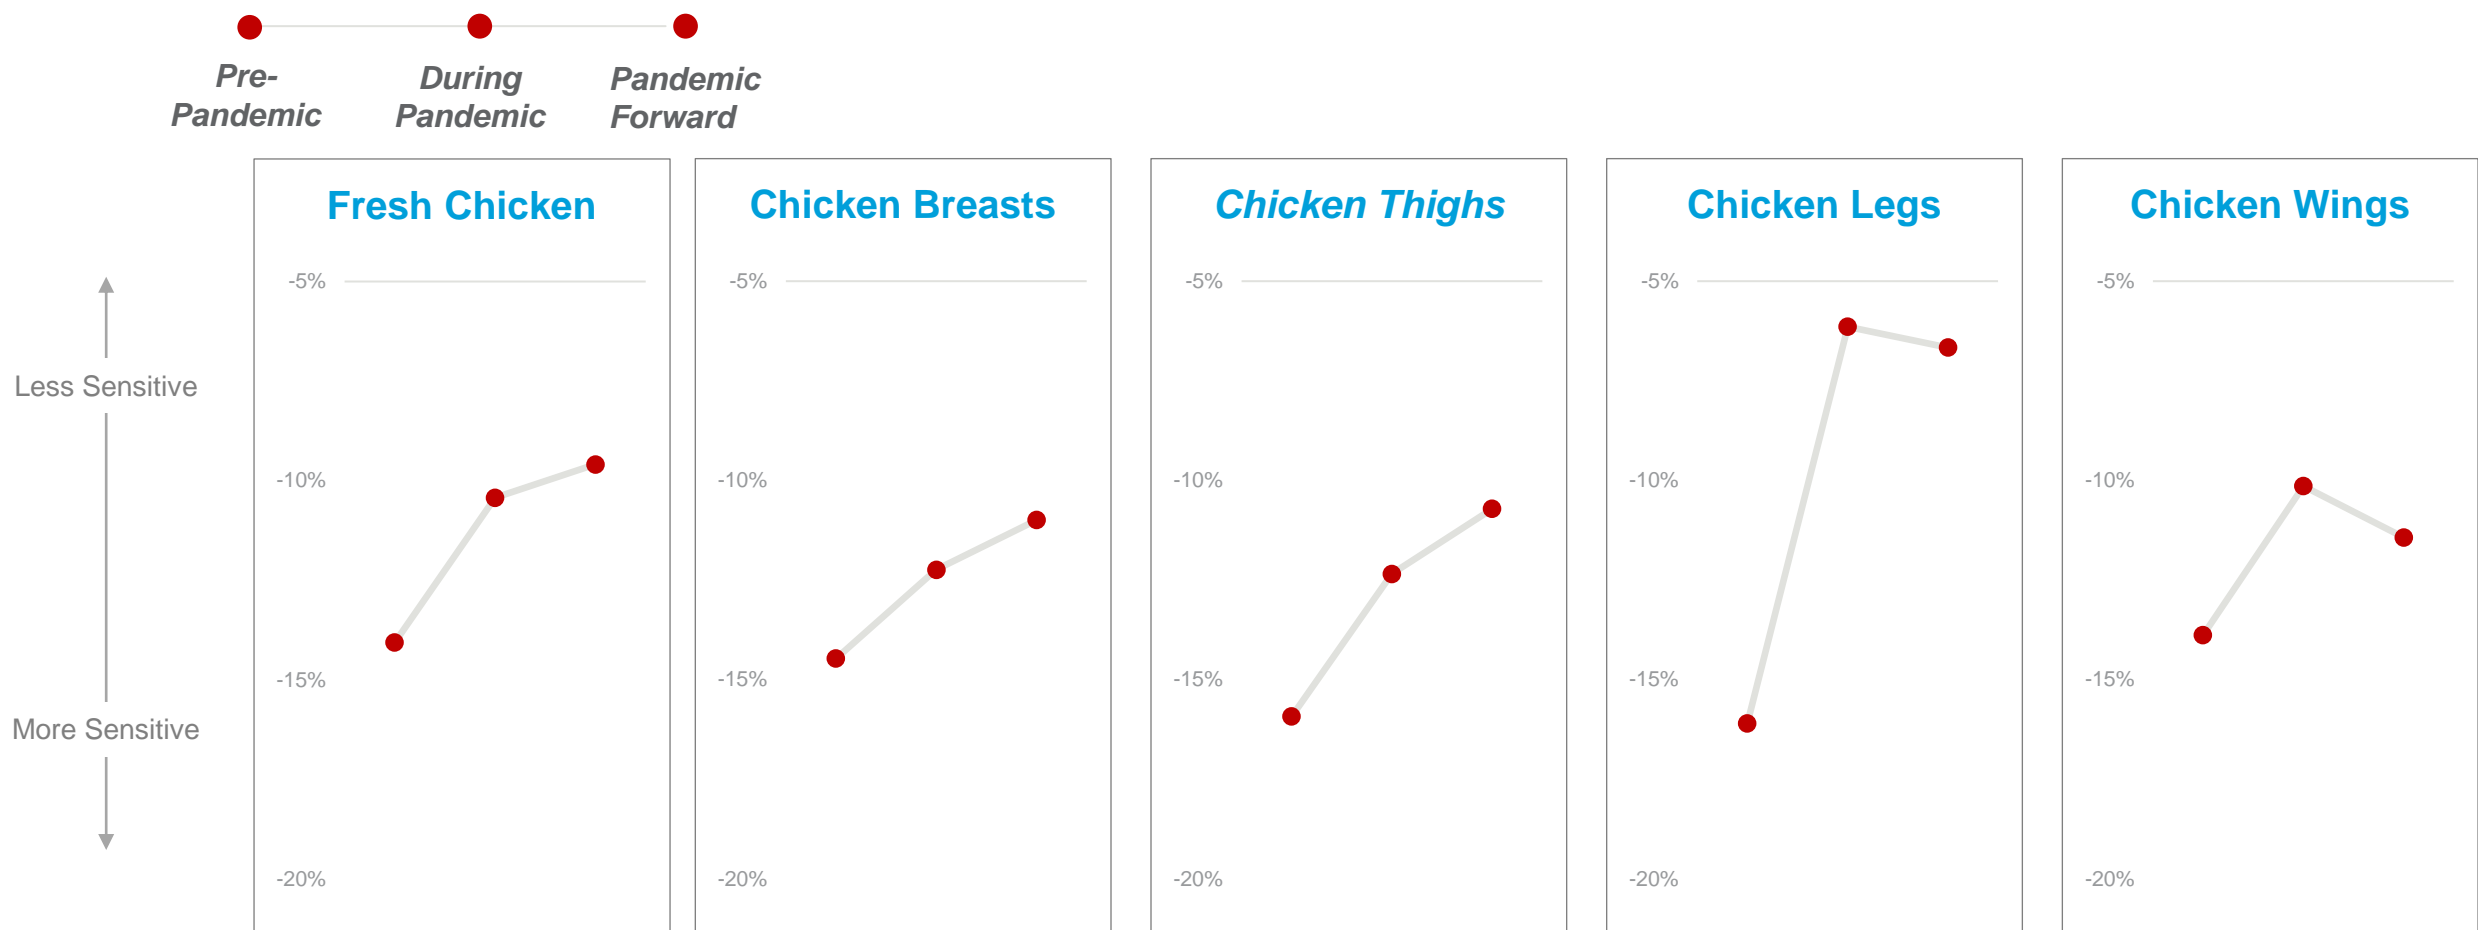 Pre-
Pandemic
During
Pandemic
Pandemic
Forward
Less Sensitive
More Sensitive
Fresh Chicken
-5%
-10%
-15%
-20%
Chicken Breasts
-5%
-10%
-15%
-20%
Chicken Thighs
-5%
-10%
-15%
-20%
Chicken Legs
-5%
-10%
-15%
-20%
Chicken Wings
-5%
-10%
-15%
-20%